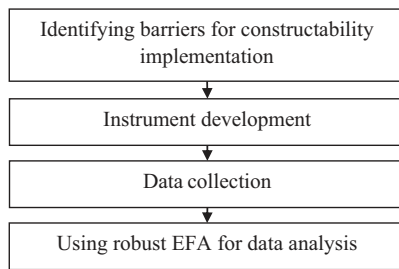 Identifying barriers for constructability
implementation
Instrument development
Data collection
Using robust EFA for data analysis